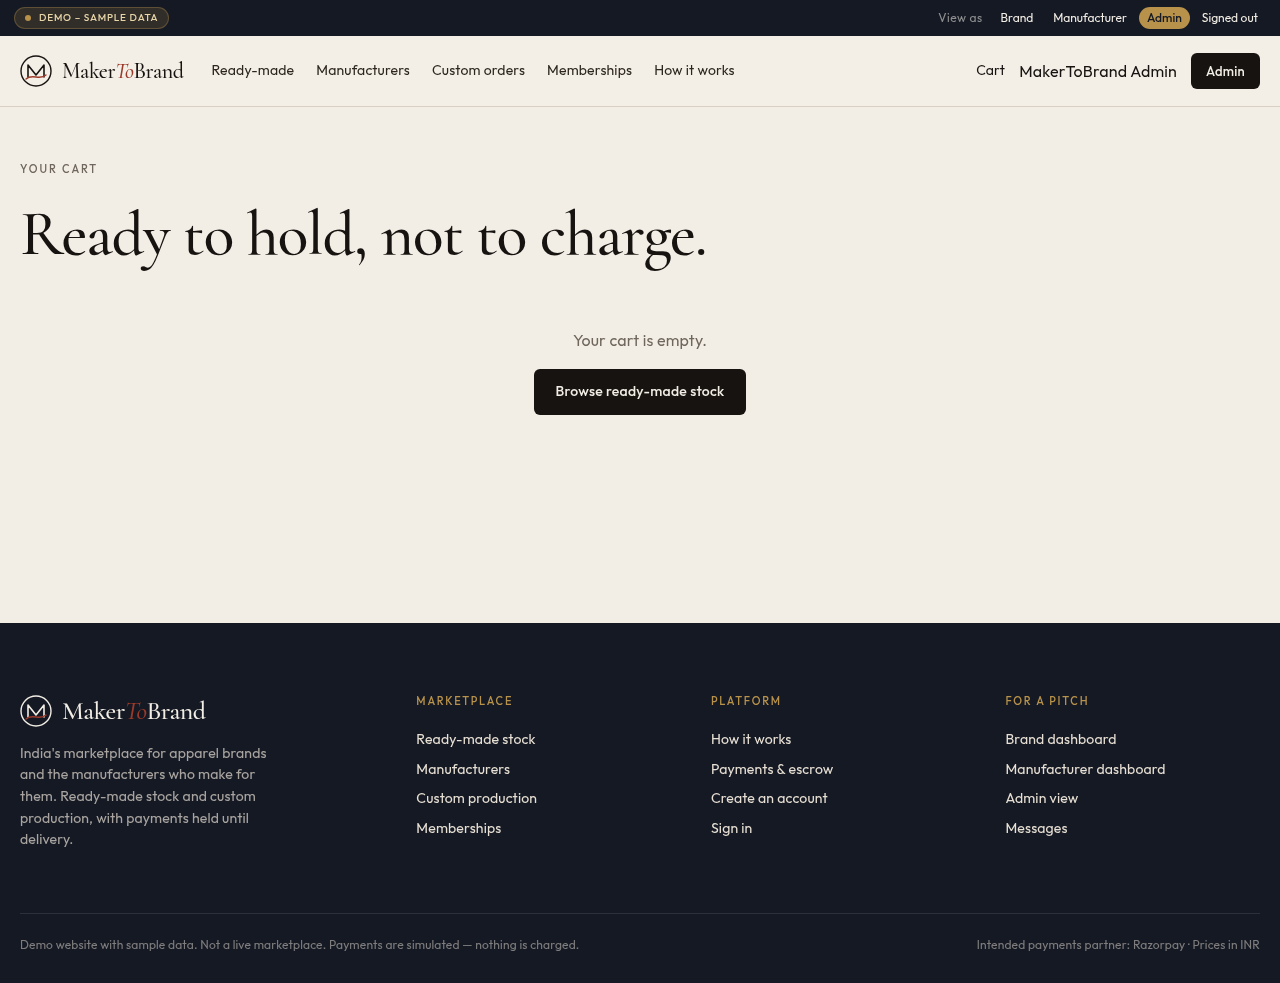 DEMO – SAMPLE DATA
View as Brand Manufacturer Admin Signed out
MakerToBrand Ready-made Manufacturers Custom orders Memberships How it works Cart MakerToBrand Admin Admin
YOUR CART
Ready to hold, not to charge.
Your cart is empty.
Browse ready-made stock
MakerToBrand
India's marketplace for apparel brands
and the manufacturers who make for
them. Ready-made stock and custom
production, with payments held until
delivery.
MARKETPLACE
Ready-made stock
Manufacturers
Custom production
Memberships
PLATFORM
How it works
Payments & escrow
Create an account
Sign in
FOR A PITCH
Brand dashboard
Manufacturer dashboard
Admin view
Messages
Demo website with sample data. Not a live marketplace. Payments are simulated — nothing is charged.
Intended payments partner: Razorpay · Prices in INR